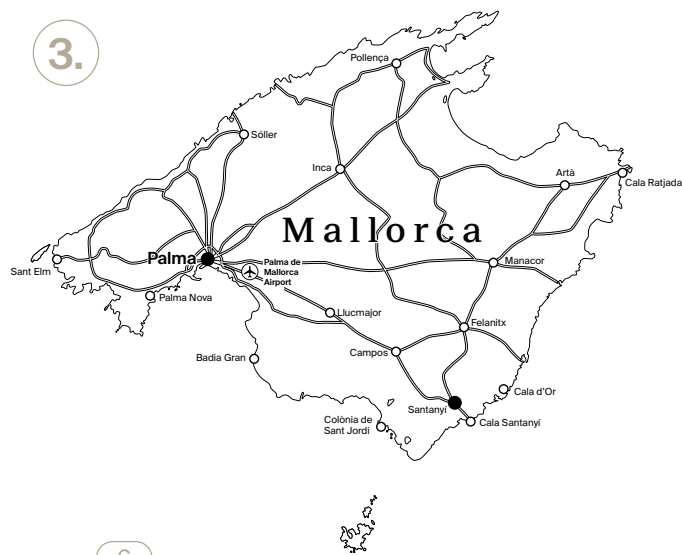 3.
Pollença
Sóller
Inca
Artà
Cala Ratjada
Mallorca
Palma
Palma de
Mallorca
Airport
Manacor
Sant Elm
Palma Nova
Llucmajor
Felanitx
Badia Gran
Campos
Cala d'Or
Santanyí
Colònia de
Sant Jordi
Cala Santanyí